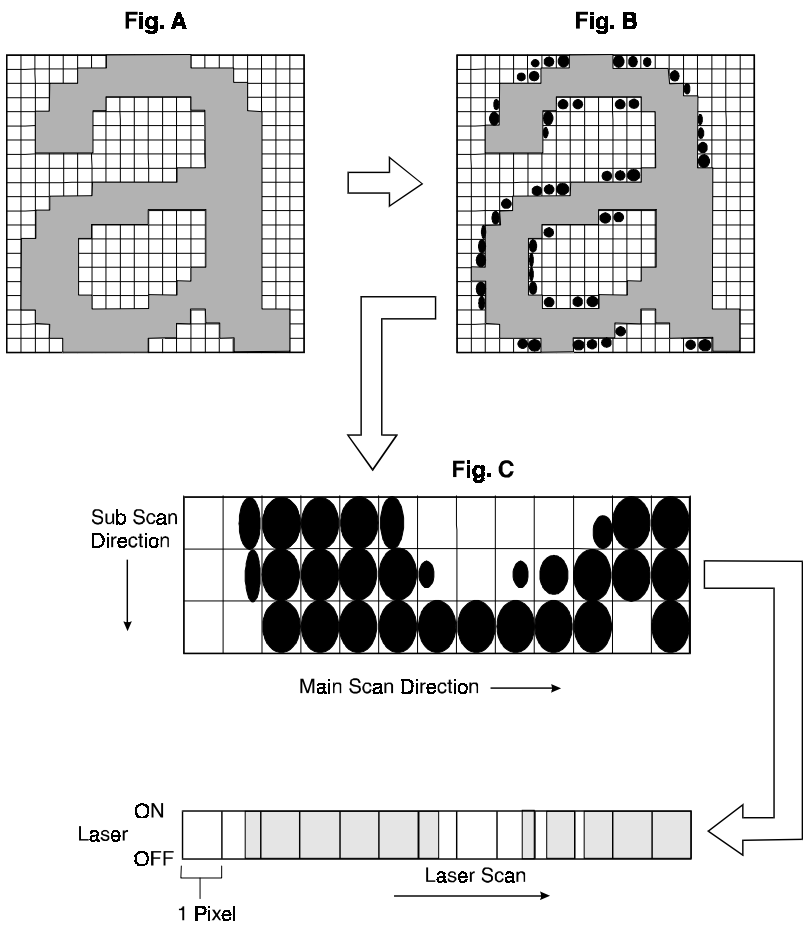 Fig. A
Fig. B
Fig. C
Sub Scan
Direction
Main Scan Direction
ON
Laser
OFF
Laser Scan
1 Pixel